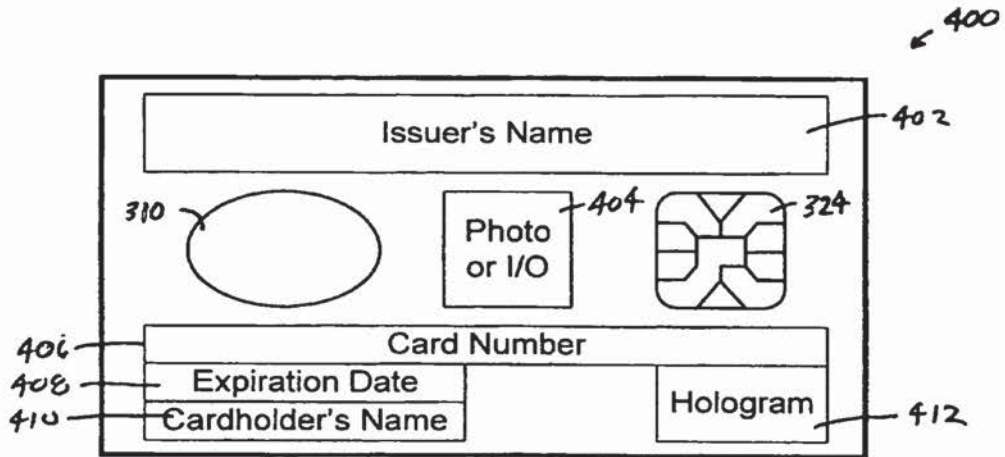 400
Issuer's Name
402
310
Photo
or I/O
404
324
406
Card Number
408
Expiration Date
410
Cardholder's Name
Hologram
412